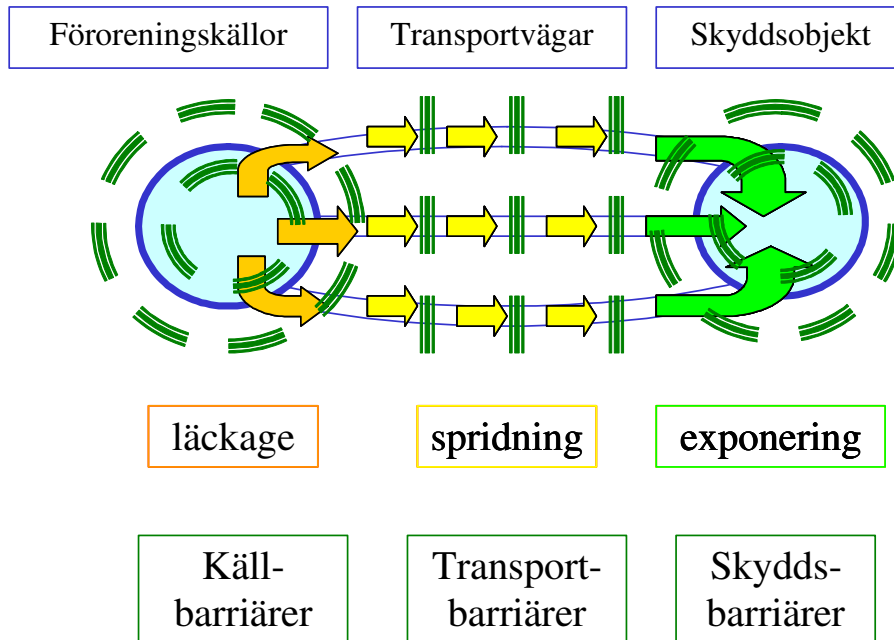 Föroreningskällor
Transportvägar
Skyddsobjekt
läckage
spridning
exponering
Käll-
barriärer
Transport-
barriärer
Skydds-
barriärer